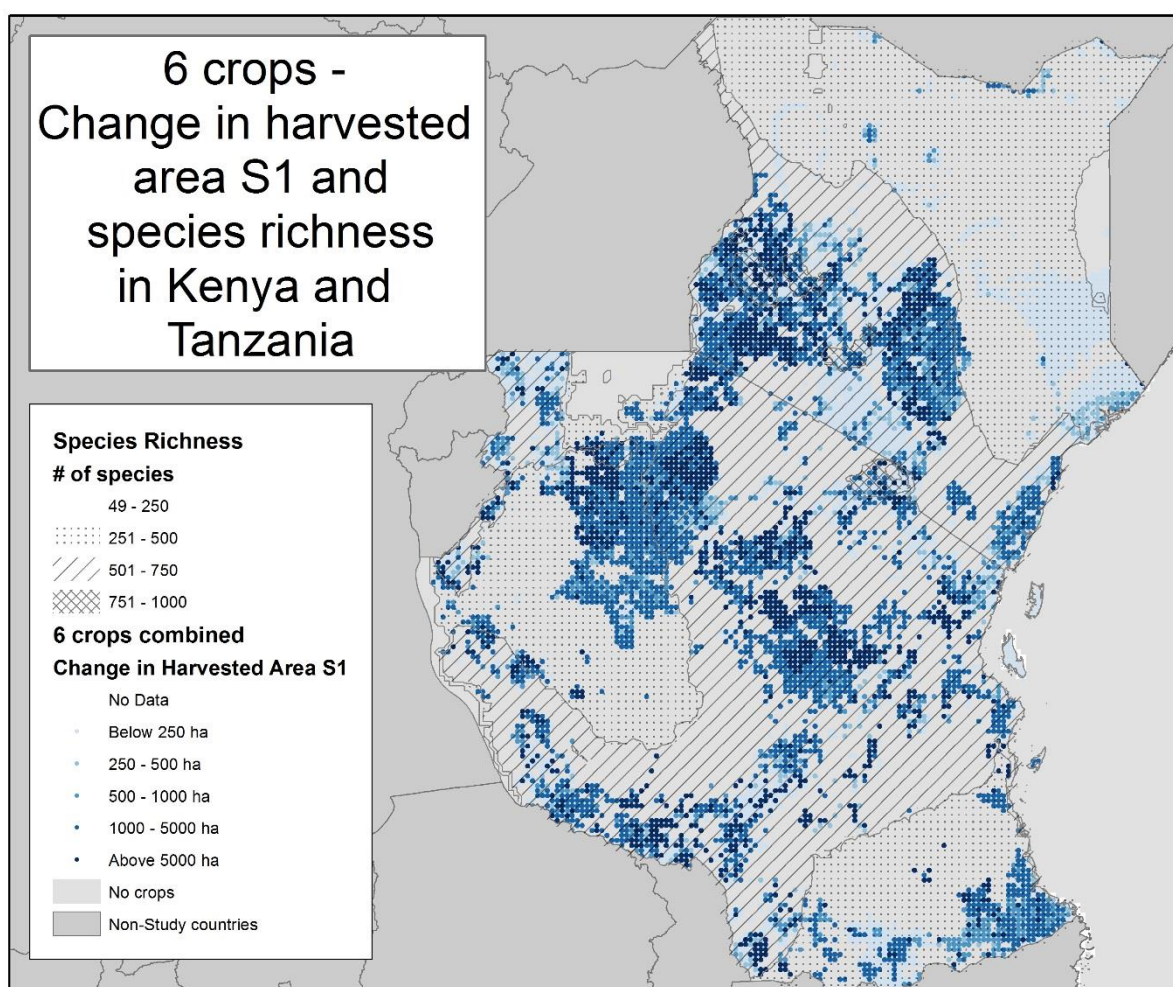 6 crops -
Change in harvested
area S1 and
species richness
in Kenya and
Tanzania
Species Richness
# of species
49 - 250
251 - 500
501 - 750
751 - 1000
6 crops combined
Change in Harvested Area S1
No Data
Below 250 ha
250 - 500 ha
500 - 1000 ha
1000 - 5000 ha
Above 5000 ha
No crops
Non-Study countries